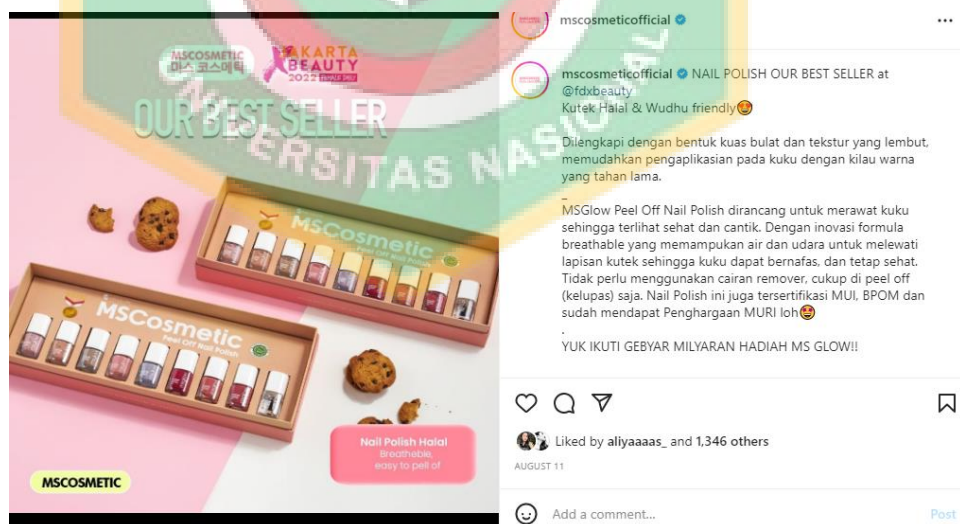 MSCOSMETIC
미스 코스메틱
JAKARTA
BEAUTY
2022
OUR BEST SELLER
UNIVERSITAS NASIONAL
MSCosmetic
Peel Off Nail Polish
MSCosmetic
Peel Off Nail Polish
Nail Polish Halal
Breatheble,
easy to pell of
MSCOSMETIC
mscosmeticofficial
mscosmeticofficial NAIL POLISH OUR BEST SELLER at
@fdxbeauty
Kutek Halal & Wudhu friendly😍
Dilengkapi dengan bentuk kuas bulat dan tekstur yang lembut,
memudahkan pengaplikasian pada kuku dengan kilau warna
yang tahan lama.
_
MSGlow Peel Off Nail Polish dirancang untuk merawat kuku
sehingga terlihat sehat dan cantik. Dengan inovasi formula
breathable yang memampukan air dan udara untuk melewati
lapisan kutek sehingga kuku dapat bernafas, dan tetap sehat.
Tidak perlu menggunakan cairan remover, cukup di peel off
(kelupas) saja. Nail Polish ini juga tersertifikasi MUI, BPOM dan
sudah mendapat Penghargaan MURI loh🤩
.
YUK IKUTI GEBYAR MILYARAN HADIAH MS GLOW!!
Liked by aliyaaaas_ and 1,346 others
AUGUST 11
Add a comment...
Post